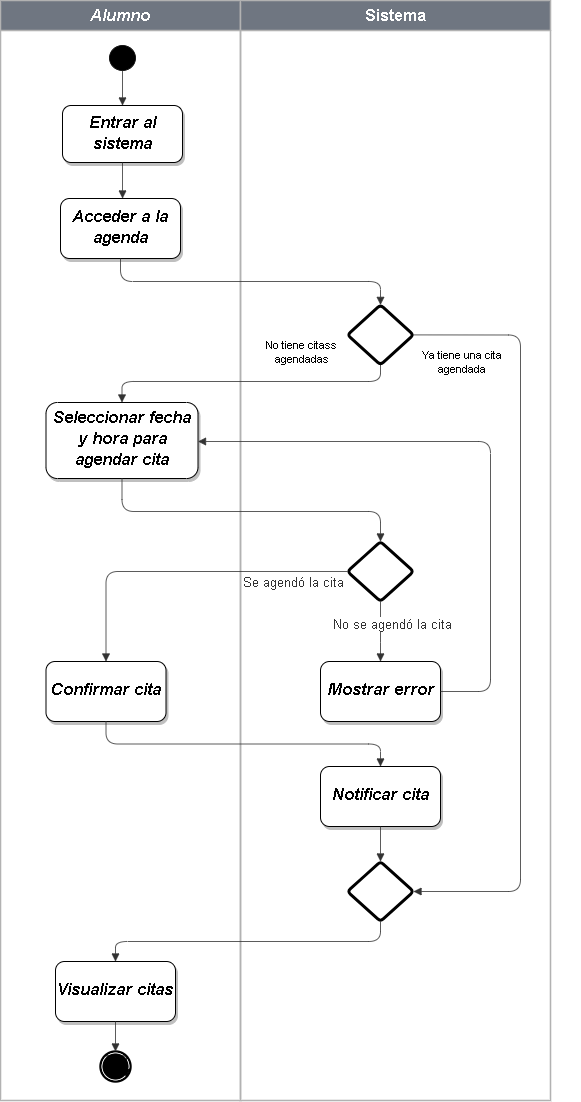 Alumno
Sistema
Entrar al
sistema
Acceder a la
agenda
No tiene citass
agendadas
Ya tiene una cita
agendada
Seleccionar fecha
y hora para
agendar cita
Se agendó la cita
No se agendó la cita
Confirmar cita
Mostrar error
Notificar cita
Visualizar citas